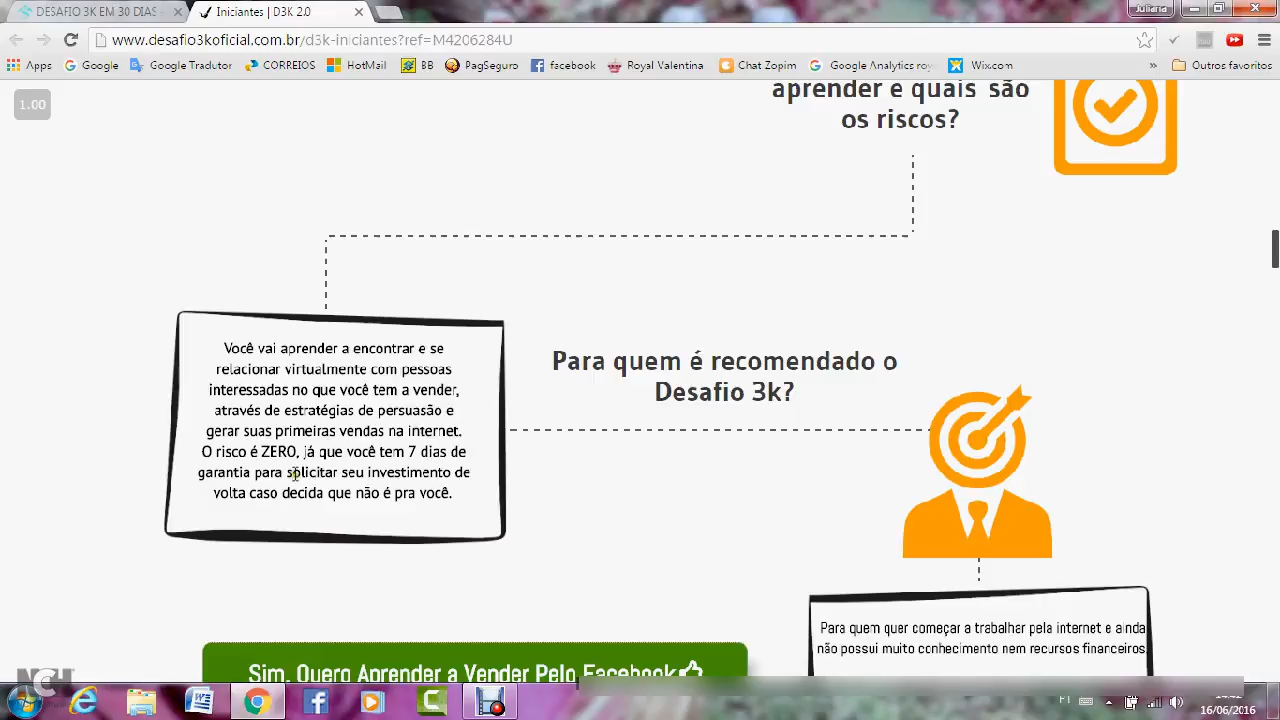 DESAFIO 3K EM 30 DIAS -
Iniciantes | D3K 2.0
Juliana
www.desafio3koficial.com.br/d3k-iniciantes?ref=M4206284U
Apps
Google
Google Tradutor
CORREIOS
HotMail
BB
PagSeguro
facebook
Royal Valentina
Chat Zopim
Google Analytics roy
Wix.com
»
Outros favoritos
1.00
aprender e quais são
os riscos?
Você vai aprender a encontrar e se
relacionar virtualmente com pessoas
interessadas no que você tem a vender,
através de estratégias de persuasão e
gerar suas primeiras vendas na internet.
O risco é ZERO, já que você tem 7 dias de
garantia para solicitar seu investimento de
volta caso decida que não é pra você.
Para quem é recomendado o
Desafio 3k?
Para quem quer começar a trabalhar pela internet e ainda
não possui muito conhecimento nem recursos financeiros.
Sim, Quero Aprender a Vender Pelo Facebook
NCH
PT
16/06/2016